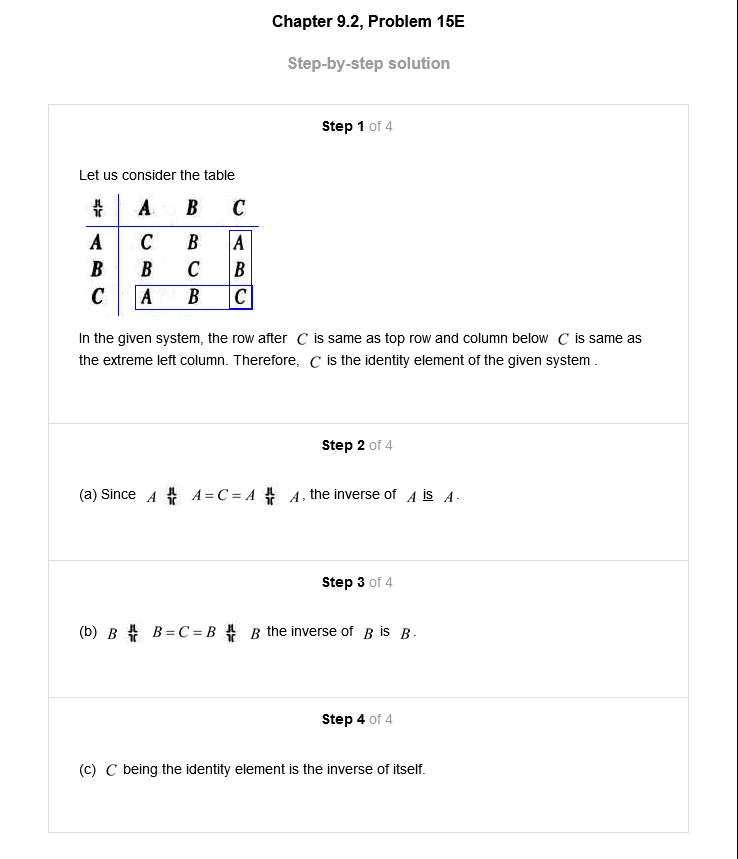 Chapter 9.2, Problem 15E
Step-by-step solution
Step 1 of 4
Let us consider the table
╬ A B C
A C B A
B B C B
C A B C
In the given system, the row after C is same as top row and column below C is same as
the extreme left column. Therefore, C is the identity element of the given system .
Step 2 of 4
(a) Since A ╬ A = C = A ╬ A, the inverse of A is A.
Step 3 of 4
(b) B ╬ B = C = B ╬ B the inverse of B is B.
Step 4 of 4
(c) C being the identity element is the inverse of itself.